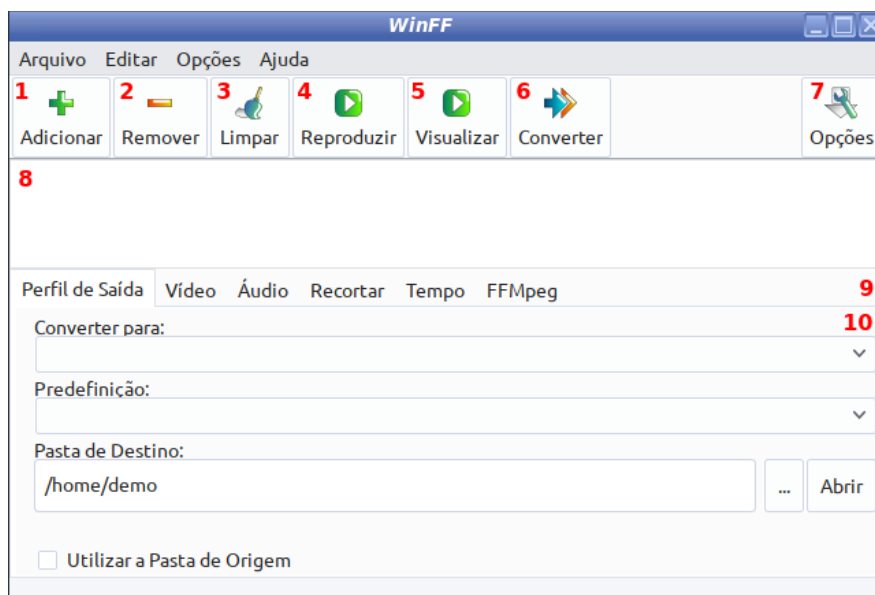 WinFF
Arquivo Editar Opções Ajuda
1 2 3 4 5 6 7
Adicionar Remover Limpar Reproduzir Visualizar Converter Opções
8
Perfil de Saída Vídeo Áudio Recortar Tempo FFMpeg 9
Converter para: 10
Predefinição:
Pasta de Destino:
/home/demo ... Abrir
Utilizar a Pasta de Origem